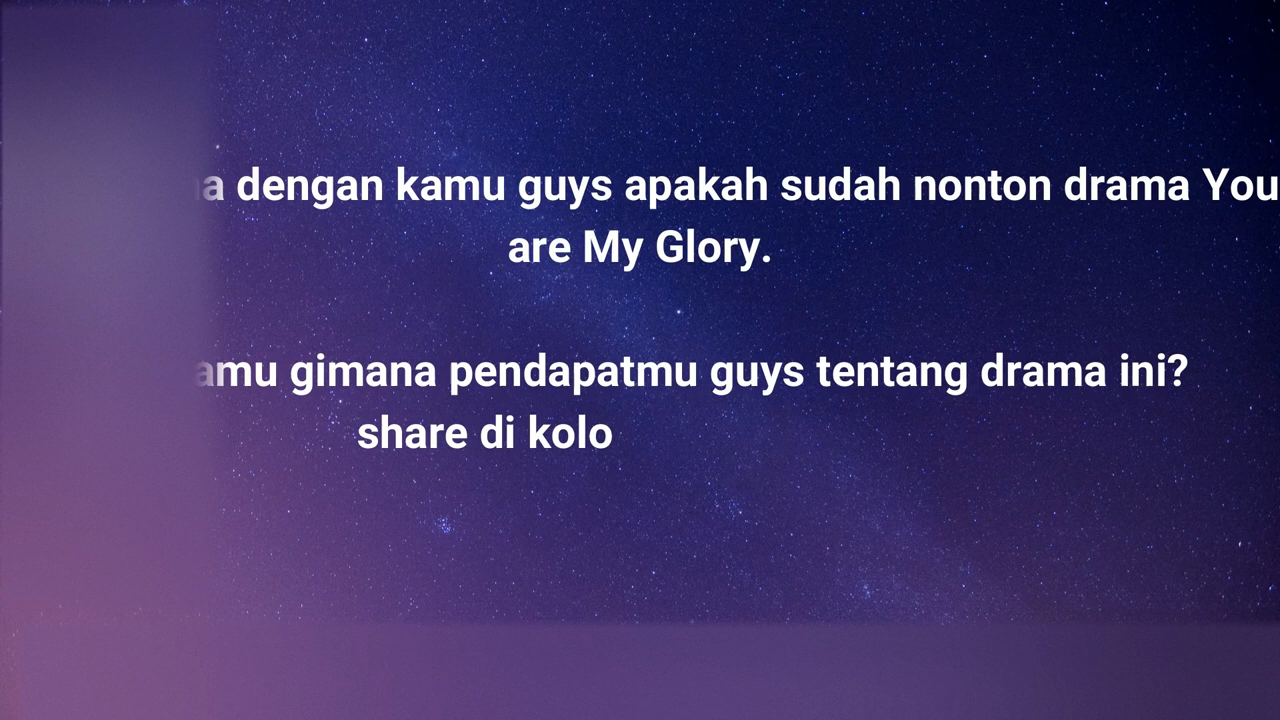 dengan kamu guys apakah sudah nonton drama You
are My Glory.
gimana pendapatmu guys tentang drama ini?
share di kolo